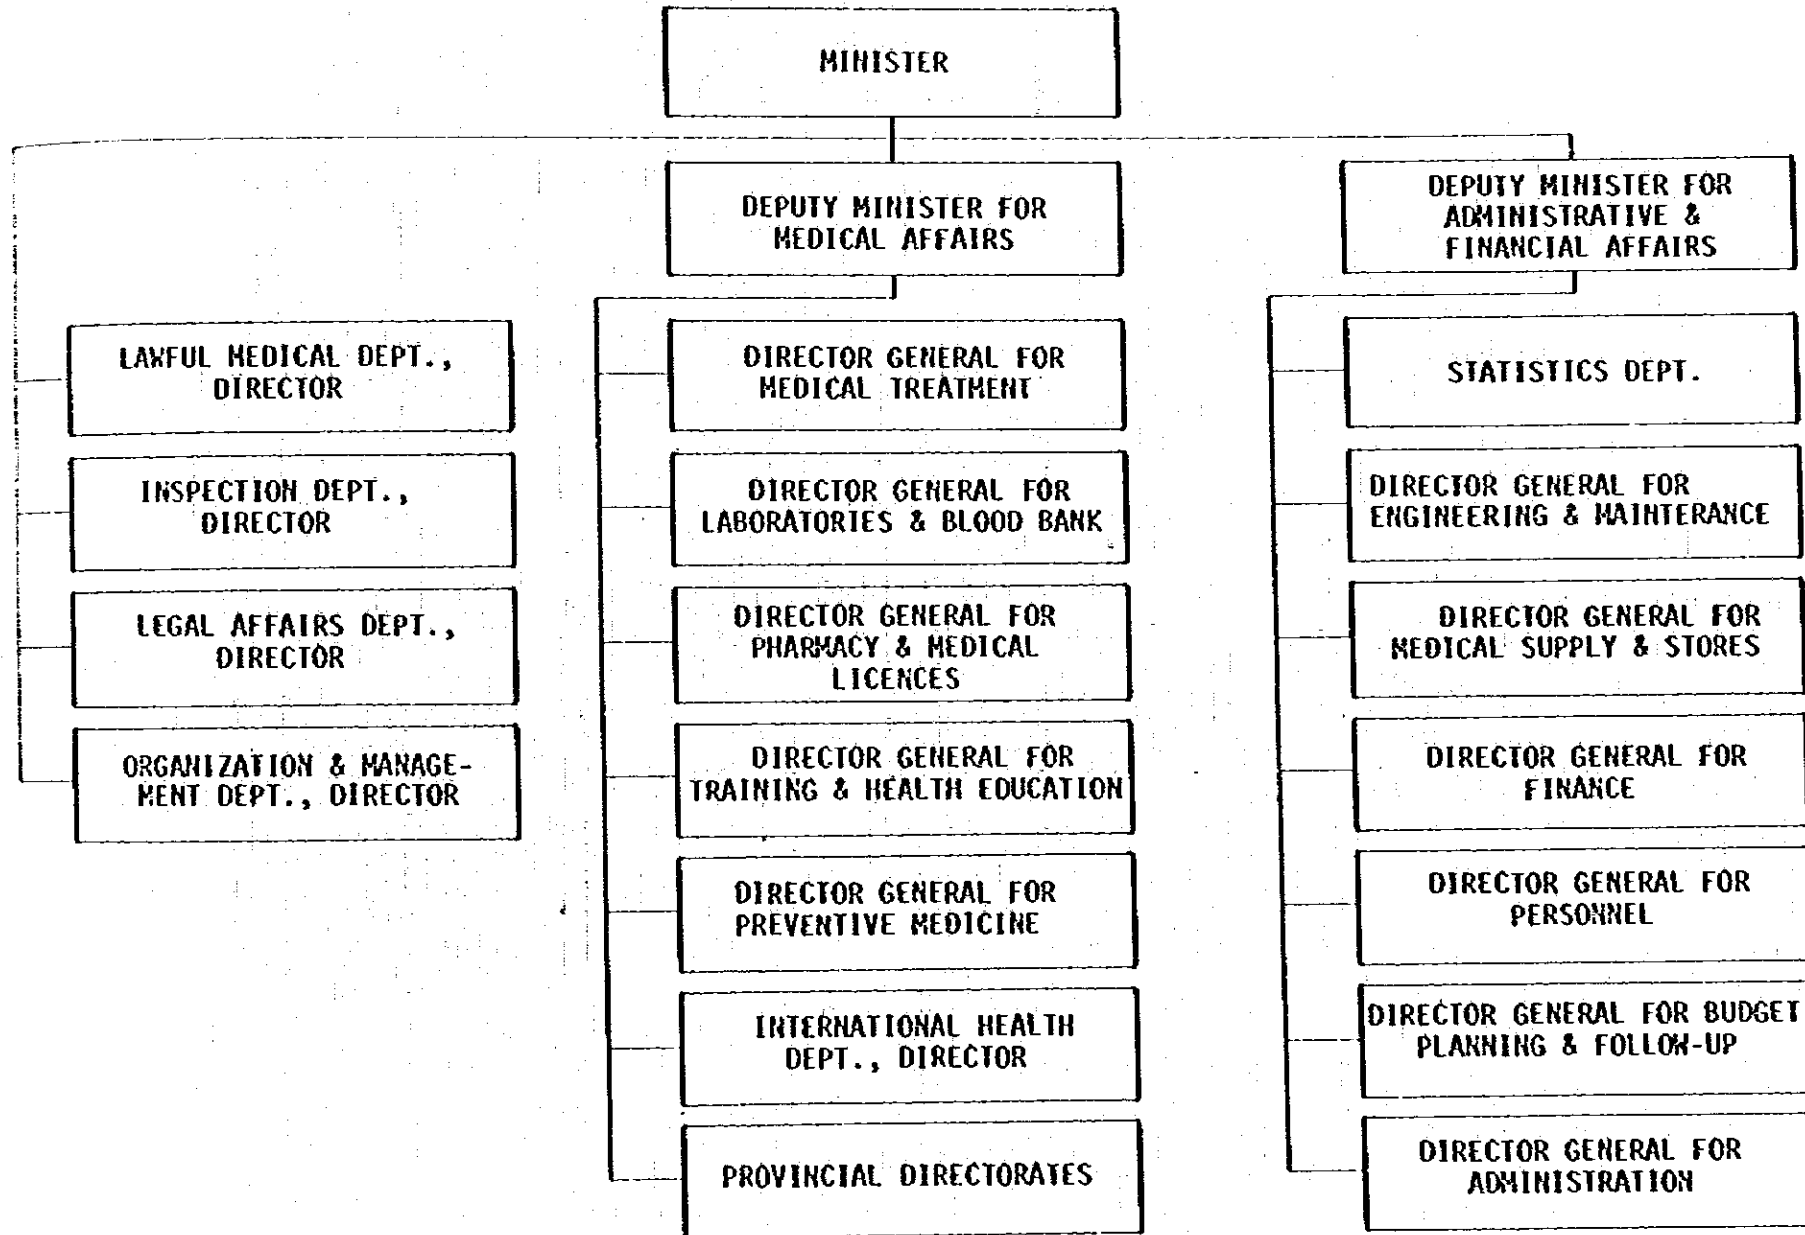 MINISTER
DEPUTY MINISTER FOR
MEDICAL AFFAIRS
DEPUTY MINISTER FOR
ADMINISTRATIVE &
FINANCIAL AFFAIRS
LAWFUL MEDICAL DEPT.,
DIRECTOR
INSPECTION DEPT.,
DIRECTOR
LEGAL AFFAIRS DEPT.,
DIRECTOR
ORGANIZATION & MANAGE-
MENT DEPT., DIRECTOR
DIRECTOR GENERAL FOR
MEDICAL TREATMENT
DIRECTOR GENERAL FOR
LABORATORIES & BLOOD BANK
DIRECTOR GENERAL FOR
PHARMACY & MEDICAL
LICENCES
DIRECTOR GENERAL FOR
TRAINING & HEALTH EDUCATION
DIRECTOR GENERAL FOR
PREVENTIVE MEDICINE
INTERNATIONAL HEALTH
DEPT., DIRECTOR
PROVINCIAL DIRECTORATES
STATISTICS DEPT.
DIRECTOR GENERAL FOR
ENGINEERING & MAINTERANCE
DIRECTOR GENERAL FOR
MEDICAL SUPPLY & STORES
DIRECTOR GENERAL FOR
FINANCE
DIRECTOR GENERAL FOR
PERSONNEL
DIRECTOR GENERAL FOR BUDGET
PLANNING & FOLLOW-UP
DIRECTOR GENERAL FOR
ADMINISTRATION